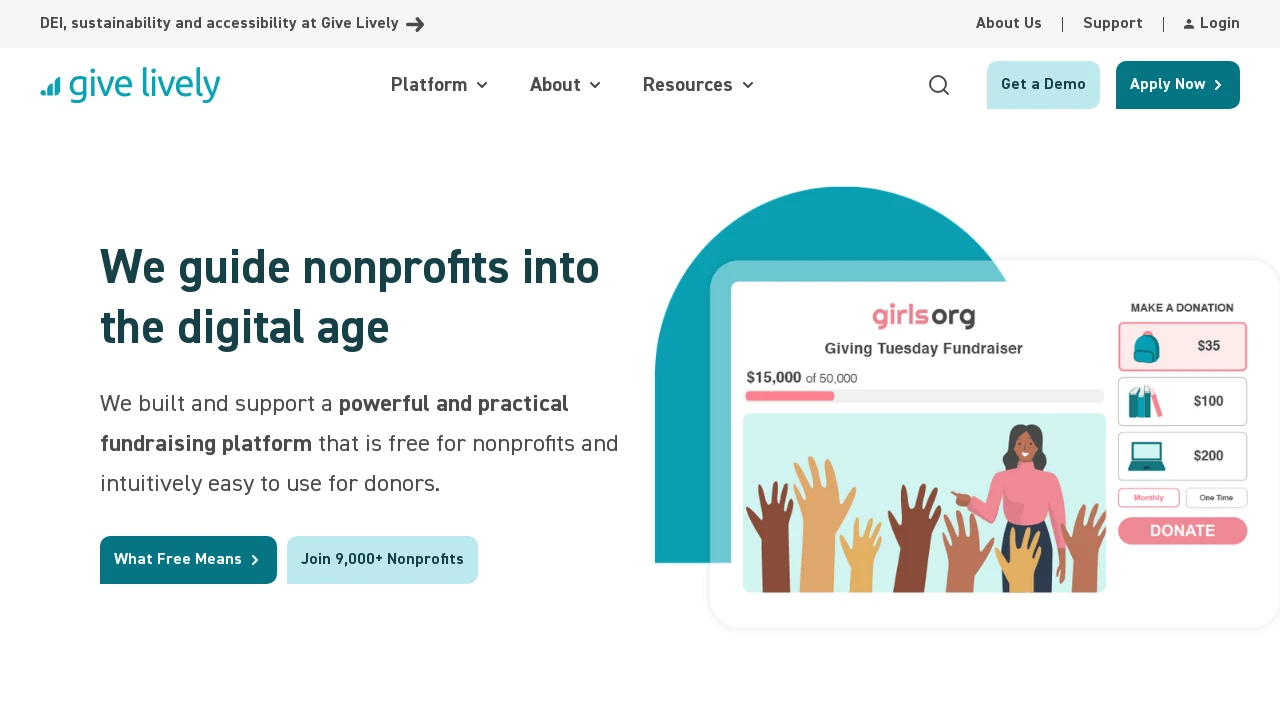 DEI, sustainability and accessibility at Give Lively
About Us
Support
Login
give lively
Platform
About
Resources
Get a Demo
Apply Now
We guide nonprofits into
the digital age
We built and support a powerful and practical
fundraising platform that is free for nonprofits and
intuitively easy to use for donors.
What Free Means
Join 9,000+ Nonprofits
girlsorg
Giving Tuesday Fundraiser
$15,000 of 50,000
MAKE A DONATION
$35
$100
$200
Monthly
One Time
DONATE